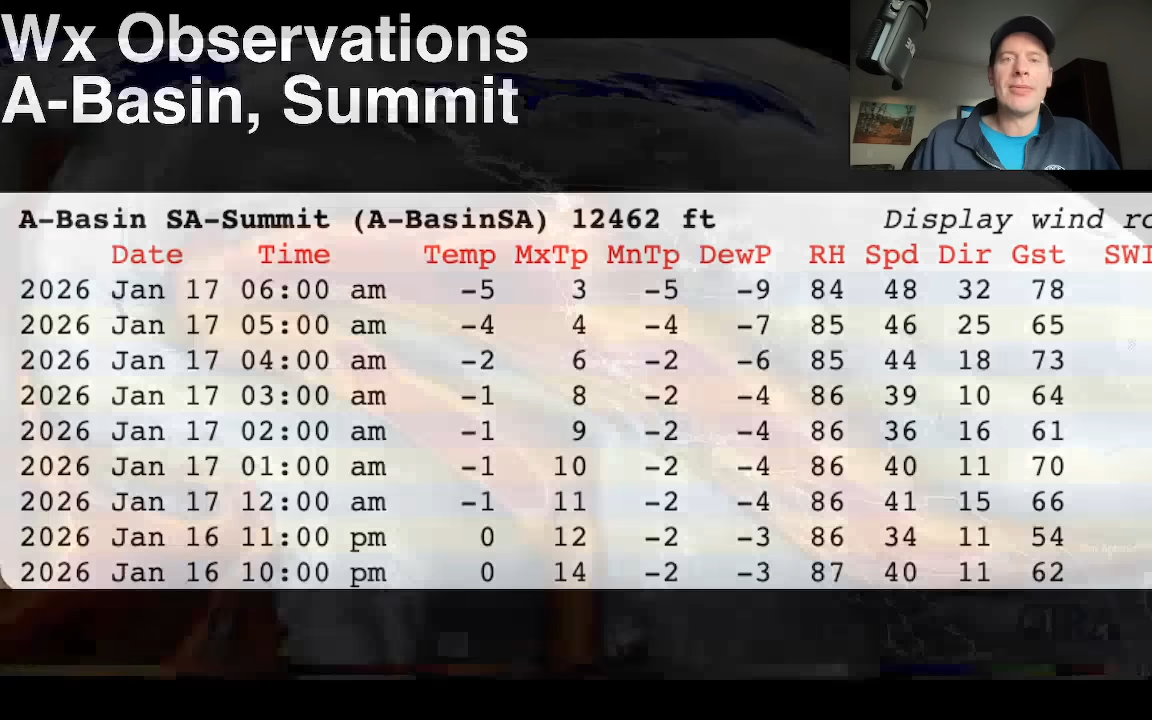 Wx Observations
A-Basin, Summit
A-Basin SA-Summit (A-BasinSA) 12462 ft Display wind ro
Date Time Temp MxTp MnTp DewP RH Spd Dir Gst SWI
2026 Jan 17 06:00 am -5 3 -5 -9 84 48 32 78
2026 Jan 17 05:00 am -4 4 -4 -7 85 46 25 65
2026 Jan 17 04:00 am -2 6 -2 -6 85 44 18 73
2026 Jan 17 03:00 am -1 8 -2 -4 86 39 10 64
2026 Jan 17 02:00 am -1 9 -2 -4 86 36 16 61
2026 Jan 17 01:00 am -1 10 -2 -4 86 40 11 70
2026 Jan 17 12:00 am -1 11 -2 -4 86 41 15 66
2026 Jan 16 11:00 pm 0 12 -2 -3 86 34 11 54
2026 Jan 16 10:00 pm 0 14 -2 -3 87 40 11 62